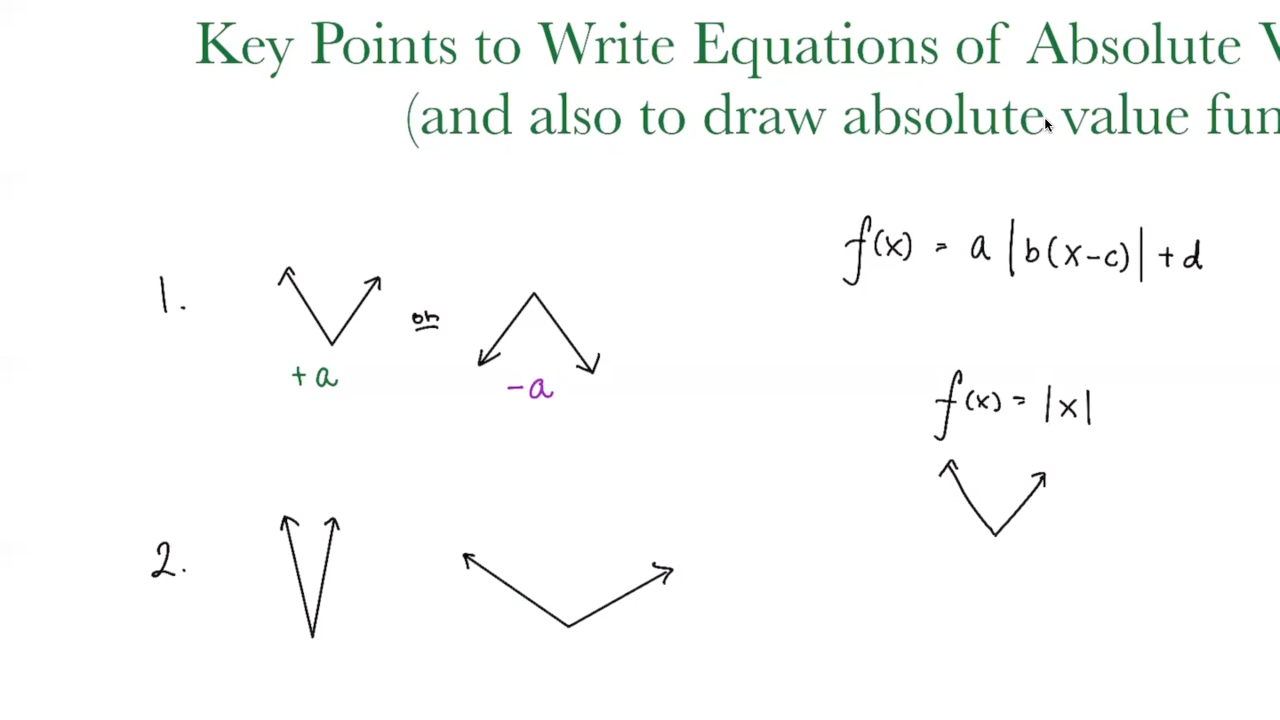 Key Points to Write Equations of Absolute V
(and also to draw absolute value fun
f(x) = a |b(x-c)| + d
1.
or
+a
-a
f(x) = |x|
2.